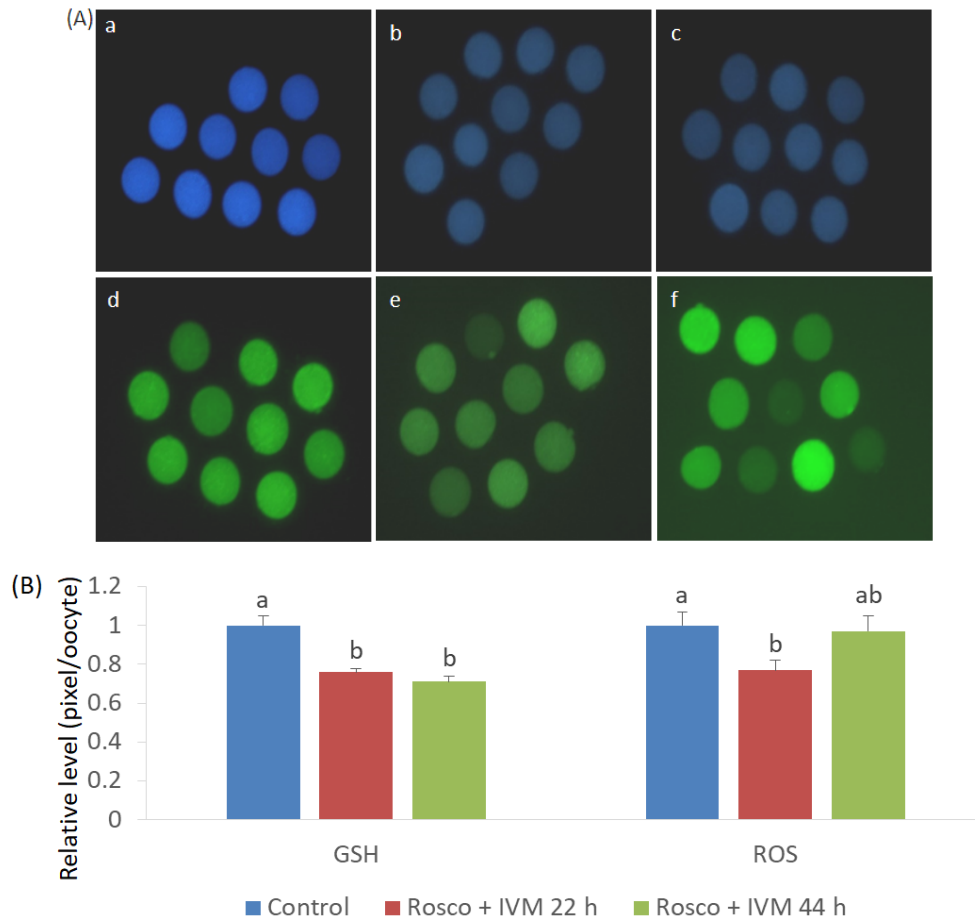 (A)
a b c
d e f
(B)
Relative level (pixel/oocyte)
1.2
1
0.8
0.6
0.4
0.2
0
a b b a b ab
GSH ROS
Control Rosco + IVM 22 h Rosco + IVM 44 h